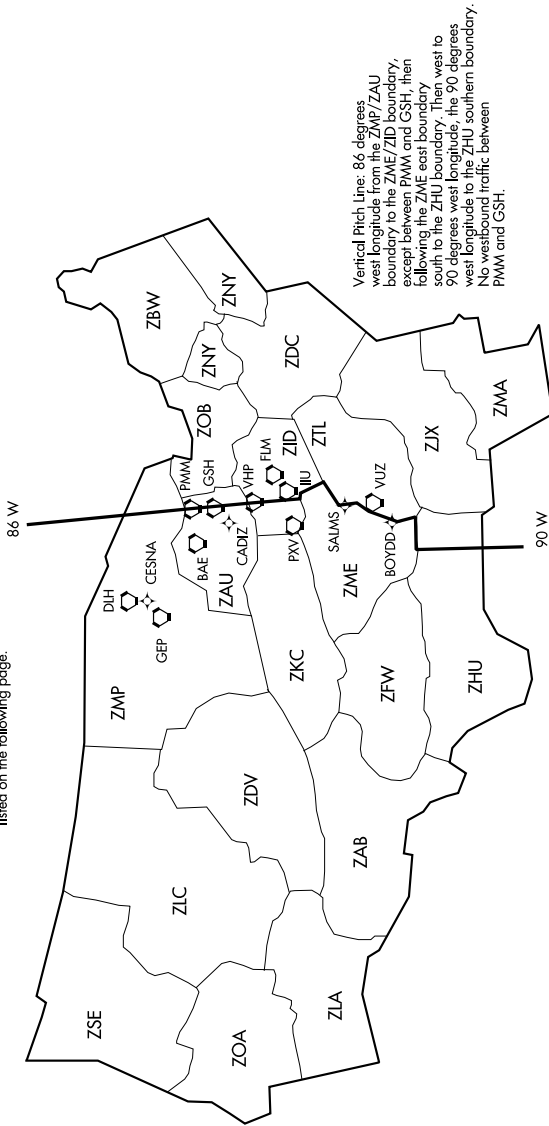 listed on the following page.
86 W
ZSE
ZLC
ZMP
DLH
CESNA
GEP
PMM
GSH
BAE
ZAU
CADIZ
VHP
ZOB
ZBW
ZNY
ZNY
ZDC
ZID
FLM
IIU
PXV
ZOA
ZDV
ZKC
ZME
SALMS
ZTL
VUZ
BOYDD
ZLA
ZAB
ZFW
ZHU
ZJX
ZMA
90 W
Vertical Pitch Line: 86 degrees
west longitude from the ZMP/ZAU
boundary to the ZME/ZID boundary,
except between PMM and GSH, then
following the ZME east boundary
south to the ZHU boundary. Then west to
90 degrees west longitude, the 90 degrees
west longitude to the ZHU southern boundary.
No westbound traffic between
PMM and GSH.